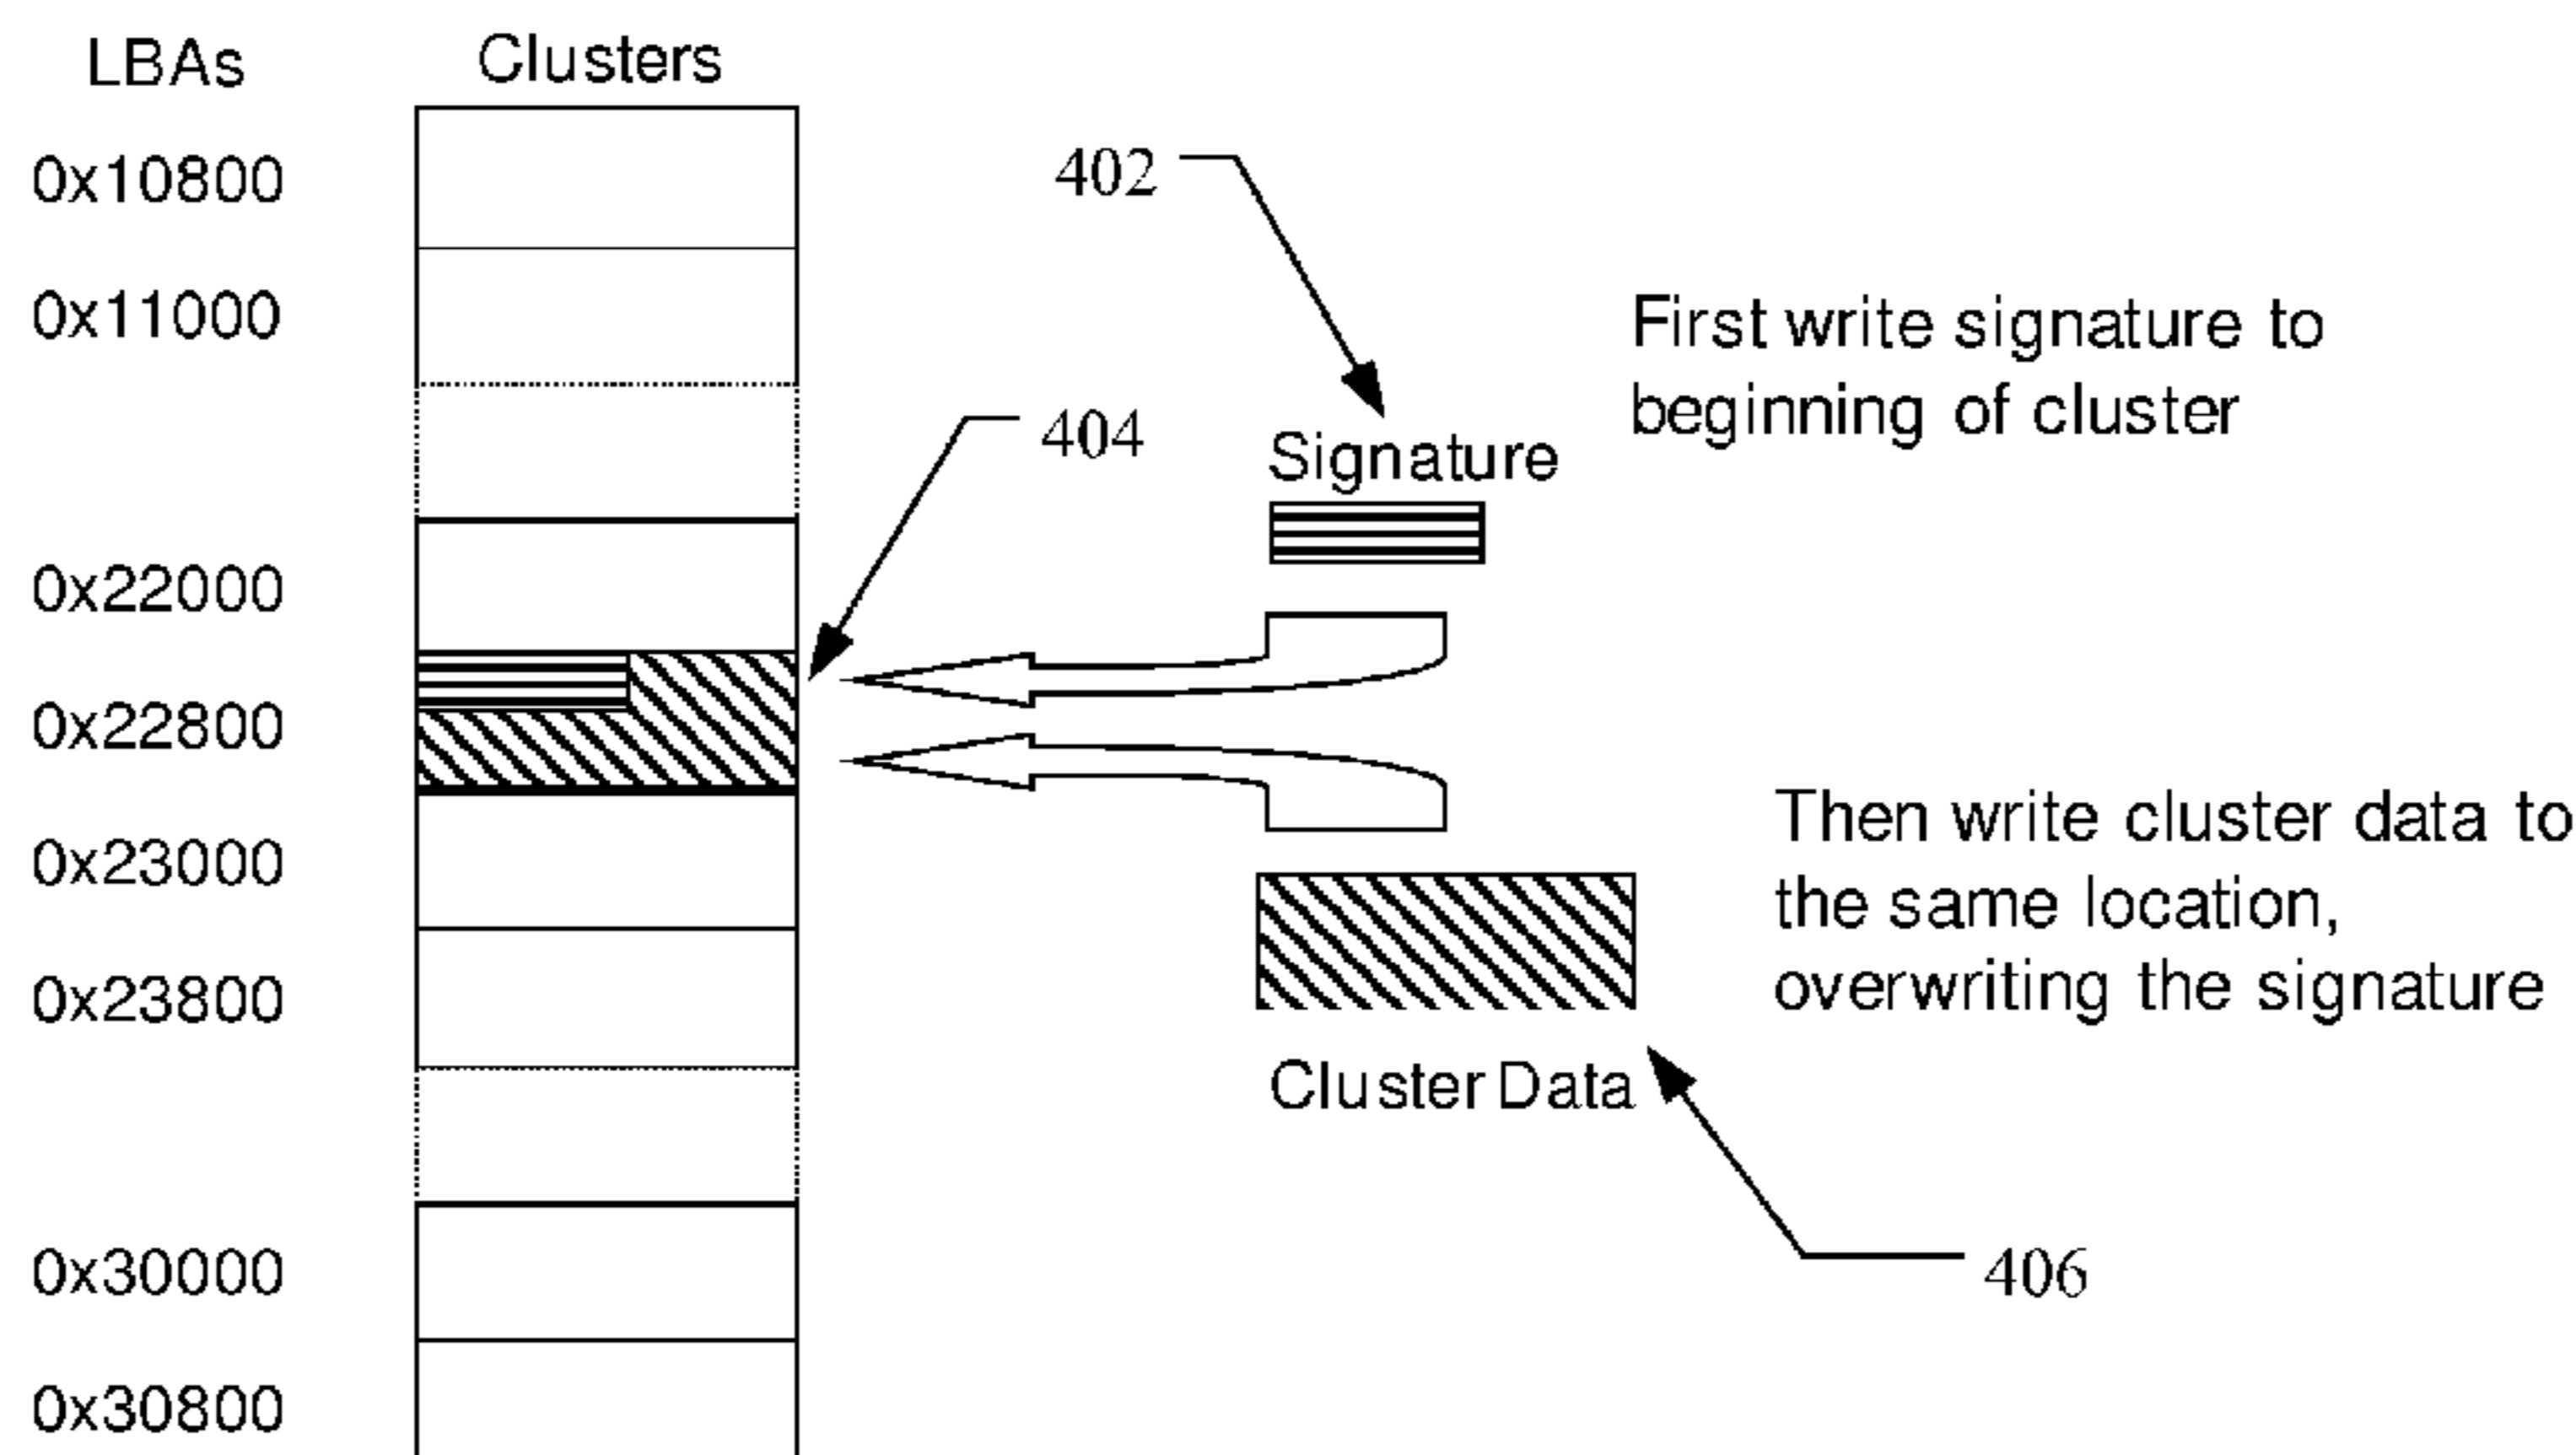 LBAs
Clusters
0x10800
0x11000
0x22000
0x22800
0x23000
0x23800
0x30000
0x30800
402
404
Signature
First write signature to
beginning of cluster
Then write cluster data to
the same location,
overwriting the signature
Cluster Data
406